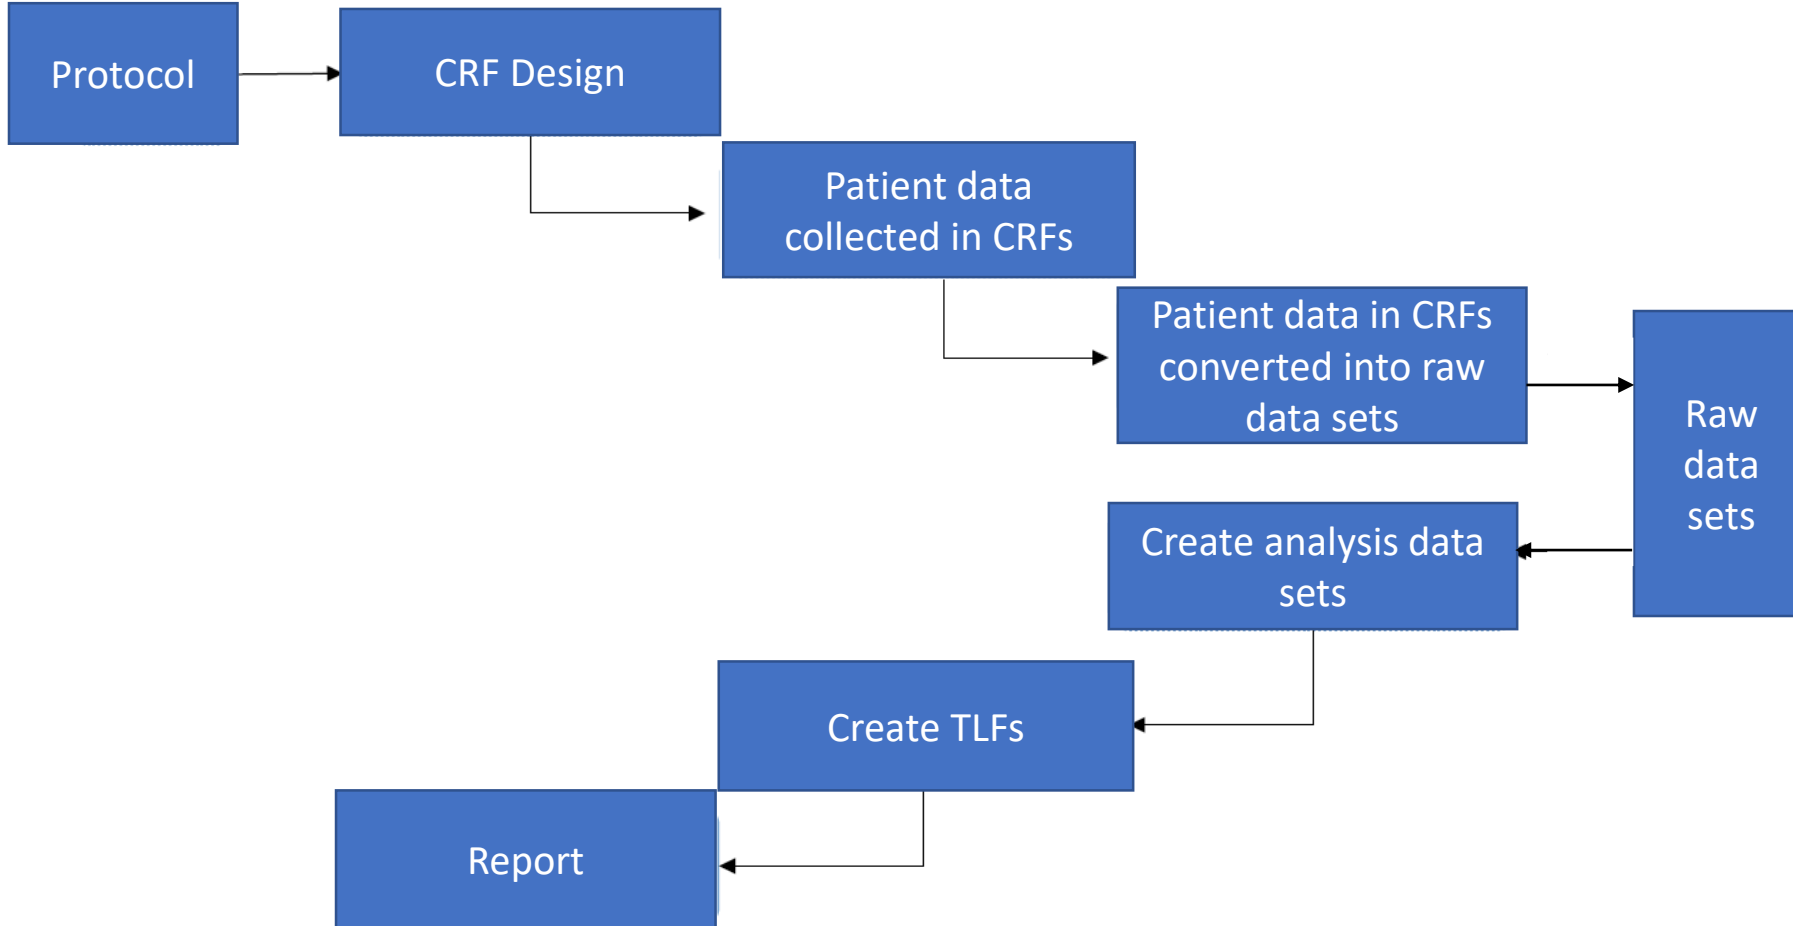 Protocol
CRF Design
Patient data
collected in CRFs
Patient data in CRFs
converted into raw
data sets
Raw
data
sets
Create analysis data
sets
Create TLFs
Report